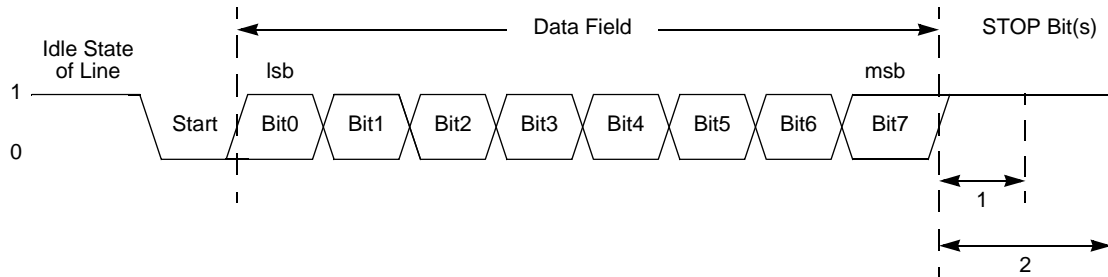 Data Field
STOP Bit(s)
Idle State
of Line
lsb
msb
1
Start
Bit0
Bit1
Bit2
Bit3
Bit4
Bit5
Bit6
Bit7
0
1
2